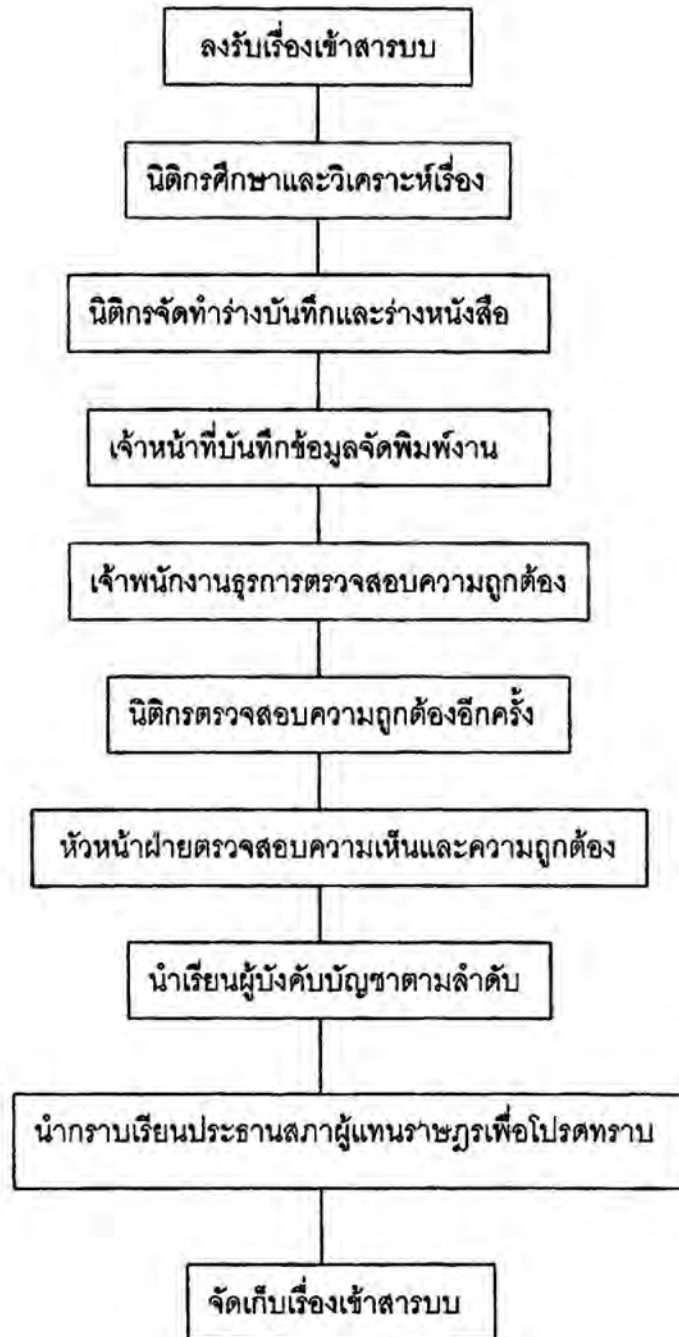 ลงรับเรื่องเข้าสารบบ
นิติกรศึกษาและวิเคราะห์เรื่อง
นิติกรจัดทำร่างบันทึกและร่างหนังสือ
เจ้าหน้าที่บันทึกข้อมูลจัดพิมพ์งาน
เจ้าพนักงานธุรการตรวจสอบความถูกต้อง
นิติกรตรวจสอบความถูกต้องอีกครั้ง
หัวหน้าฝ่ายตรวจสอบความเห็นและความถูกต้อง
นำเรียนผู้บังคับบัญชาตามลำดับ
นำกราบเรียนประธานสภาผู้แทนราษฎรเพื่อโปรดทราบ
จัดเก็บเรื่องเข้าสารบบ